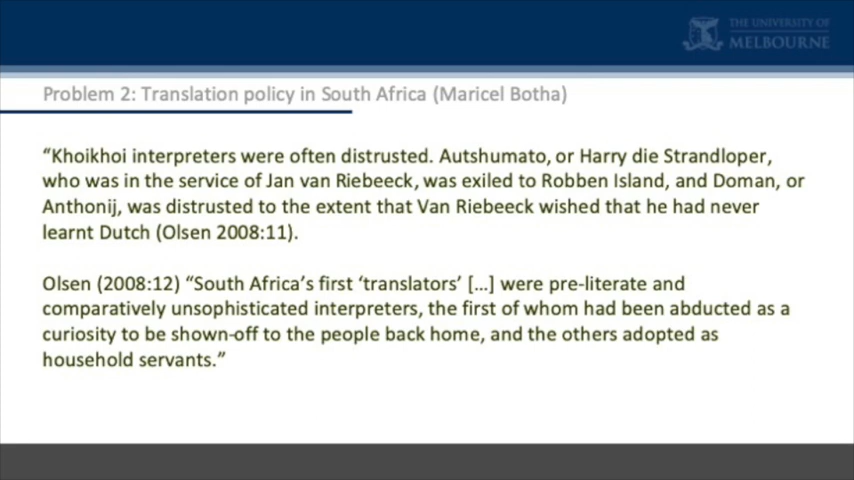 THE UNIVERSITY OF
MELBOURNE
Problem 2: Translation policy in South Africa (Maricel Botha)
“Khoikhoi interpreters were often distrusted. Autshumato, or Harry die Strandloper,
who was in the service of Jan van Riebeeck, was exiled to Robben Island, and Doman, or
Anthonij, was distrusted to the extent that Van Riebeeck wished that he had never
learnt Dutch (Olsen 2008:11).
Olsen (2008:12) “South Africa’s first ‘translators’ […] were pre-literate and
comparatively unsophisticated interpreters, the first of whom had been abducted as a
curiosity to be shown-off to the people back home, and the others adopted as
household servants.”